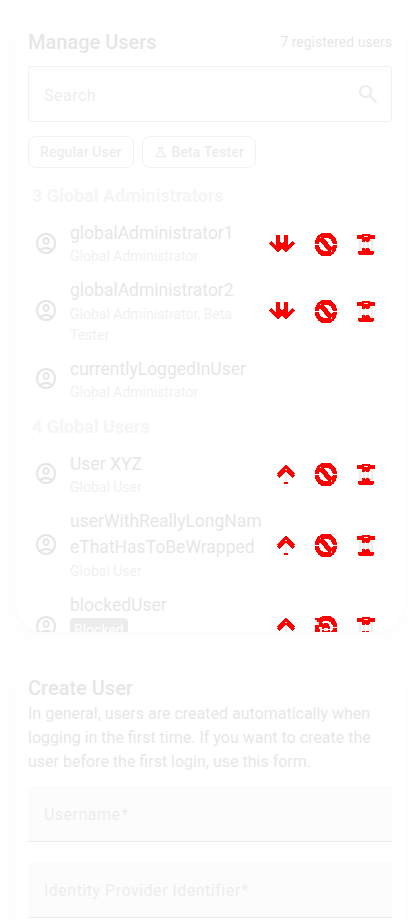 Manage Users
7 registered users
Search
Regular User
Beta Tester
3 Global Administrators
globalAdministrator1
Global Administrator
globalAdministrator2
Global Administrator, Beta
Tester
currentlyLoggedInUser
Global Administrator
4 Global Users
User XYZ
Global User
userWithReallyLongNam
eThatHasToBeWrapped
Global User
blockedUser
Blocked
Create User
In general, users are created automatically when
logging in the first time. If you want to create the
user before the first login, use this form.
Username*
Identity Provider Identifier*